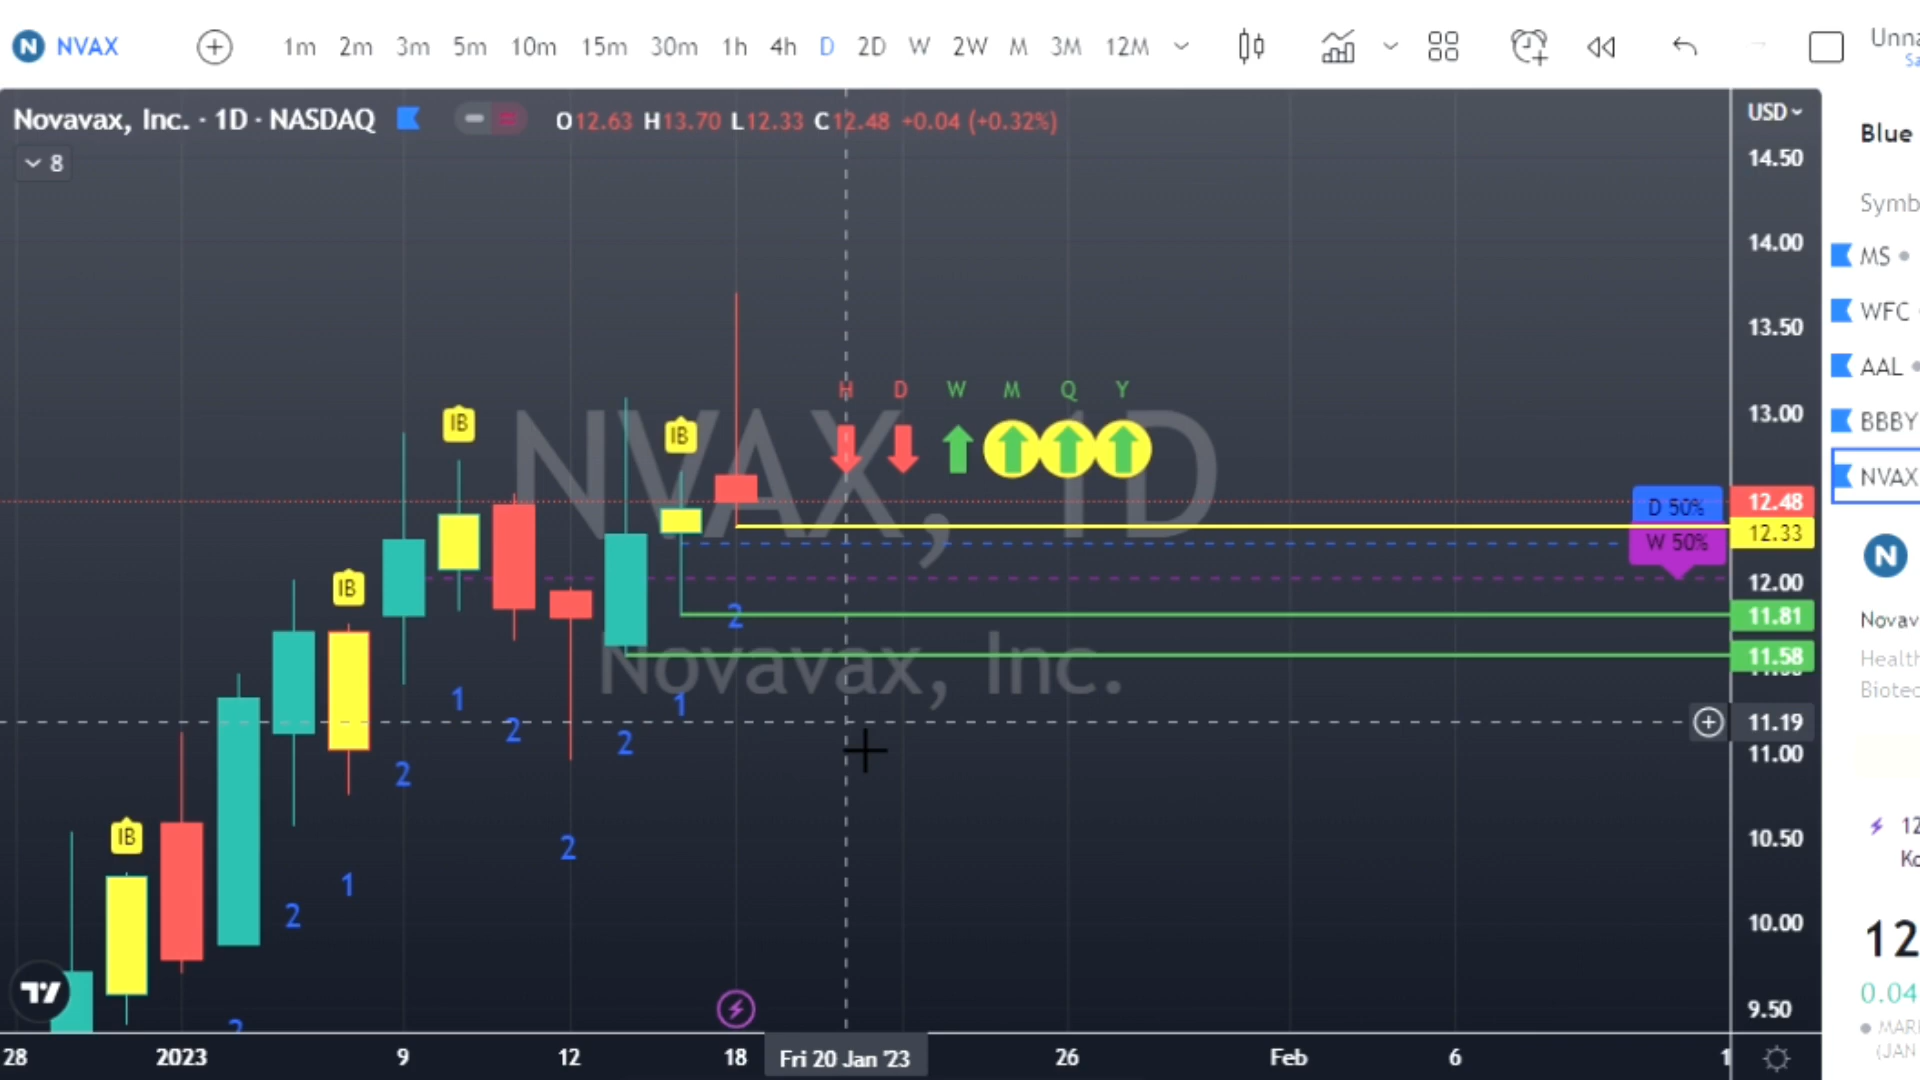 N NVAX 1m 2m 3m 5m 10m 15m 30m 1h 4h D 2D W 2W M 3M 12M
Novavax, Inc. · 1D · NASDAQ O12.63 H13.70 L12.33 C12.48 +0.04 (+0.32%)
8
USD
14.50
14.00
13.50
13.00
12.48
12.33
12.00
11.81
11.58
11.19
11.00
10.50
10.00
9.50
H D W M Q Y
IB
IB
IB
IB
D 50%
W 50%
NVAX, 1D
Novavax, Inc.
2
1
1
2
2
2
2
1
2
2
28 2023 9 12 18 Fri 20 Jan '23 26 Feb 6 1
Blue
MS
WFC
AAL
BBBY
NVAX
N
12
0.04